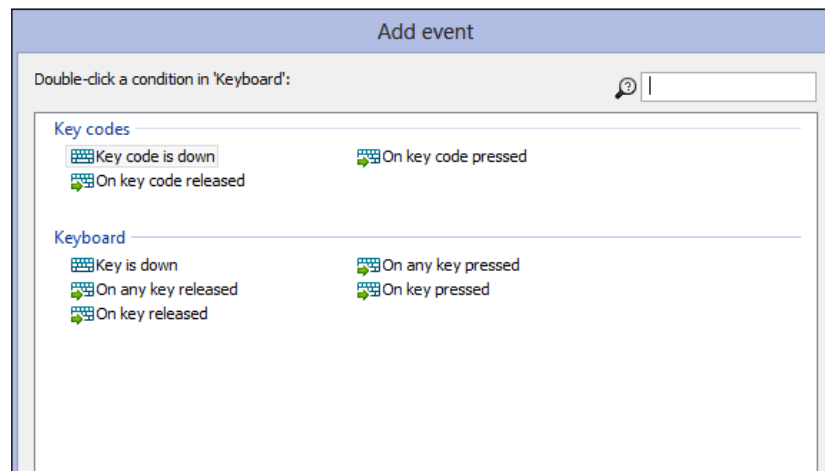 Add event
Double-click a condition in 'Keyboard':
Key codes
Key code is down On key code pressed
On key code released
Keyboard
Key is down On any key pressed
On any key released On key pressed
On key released